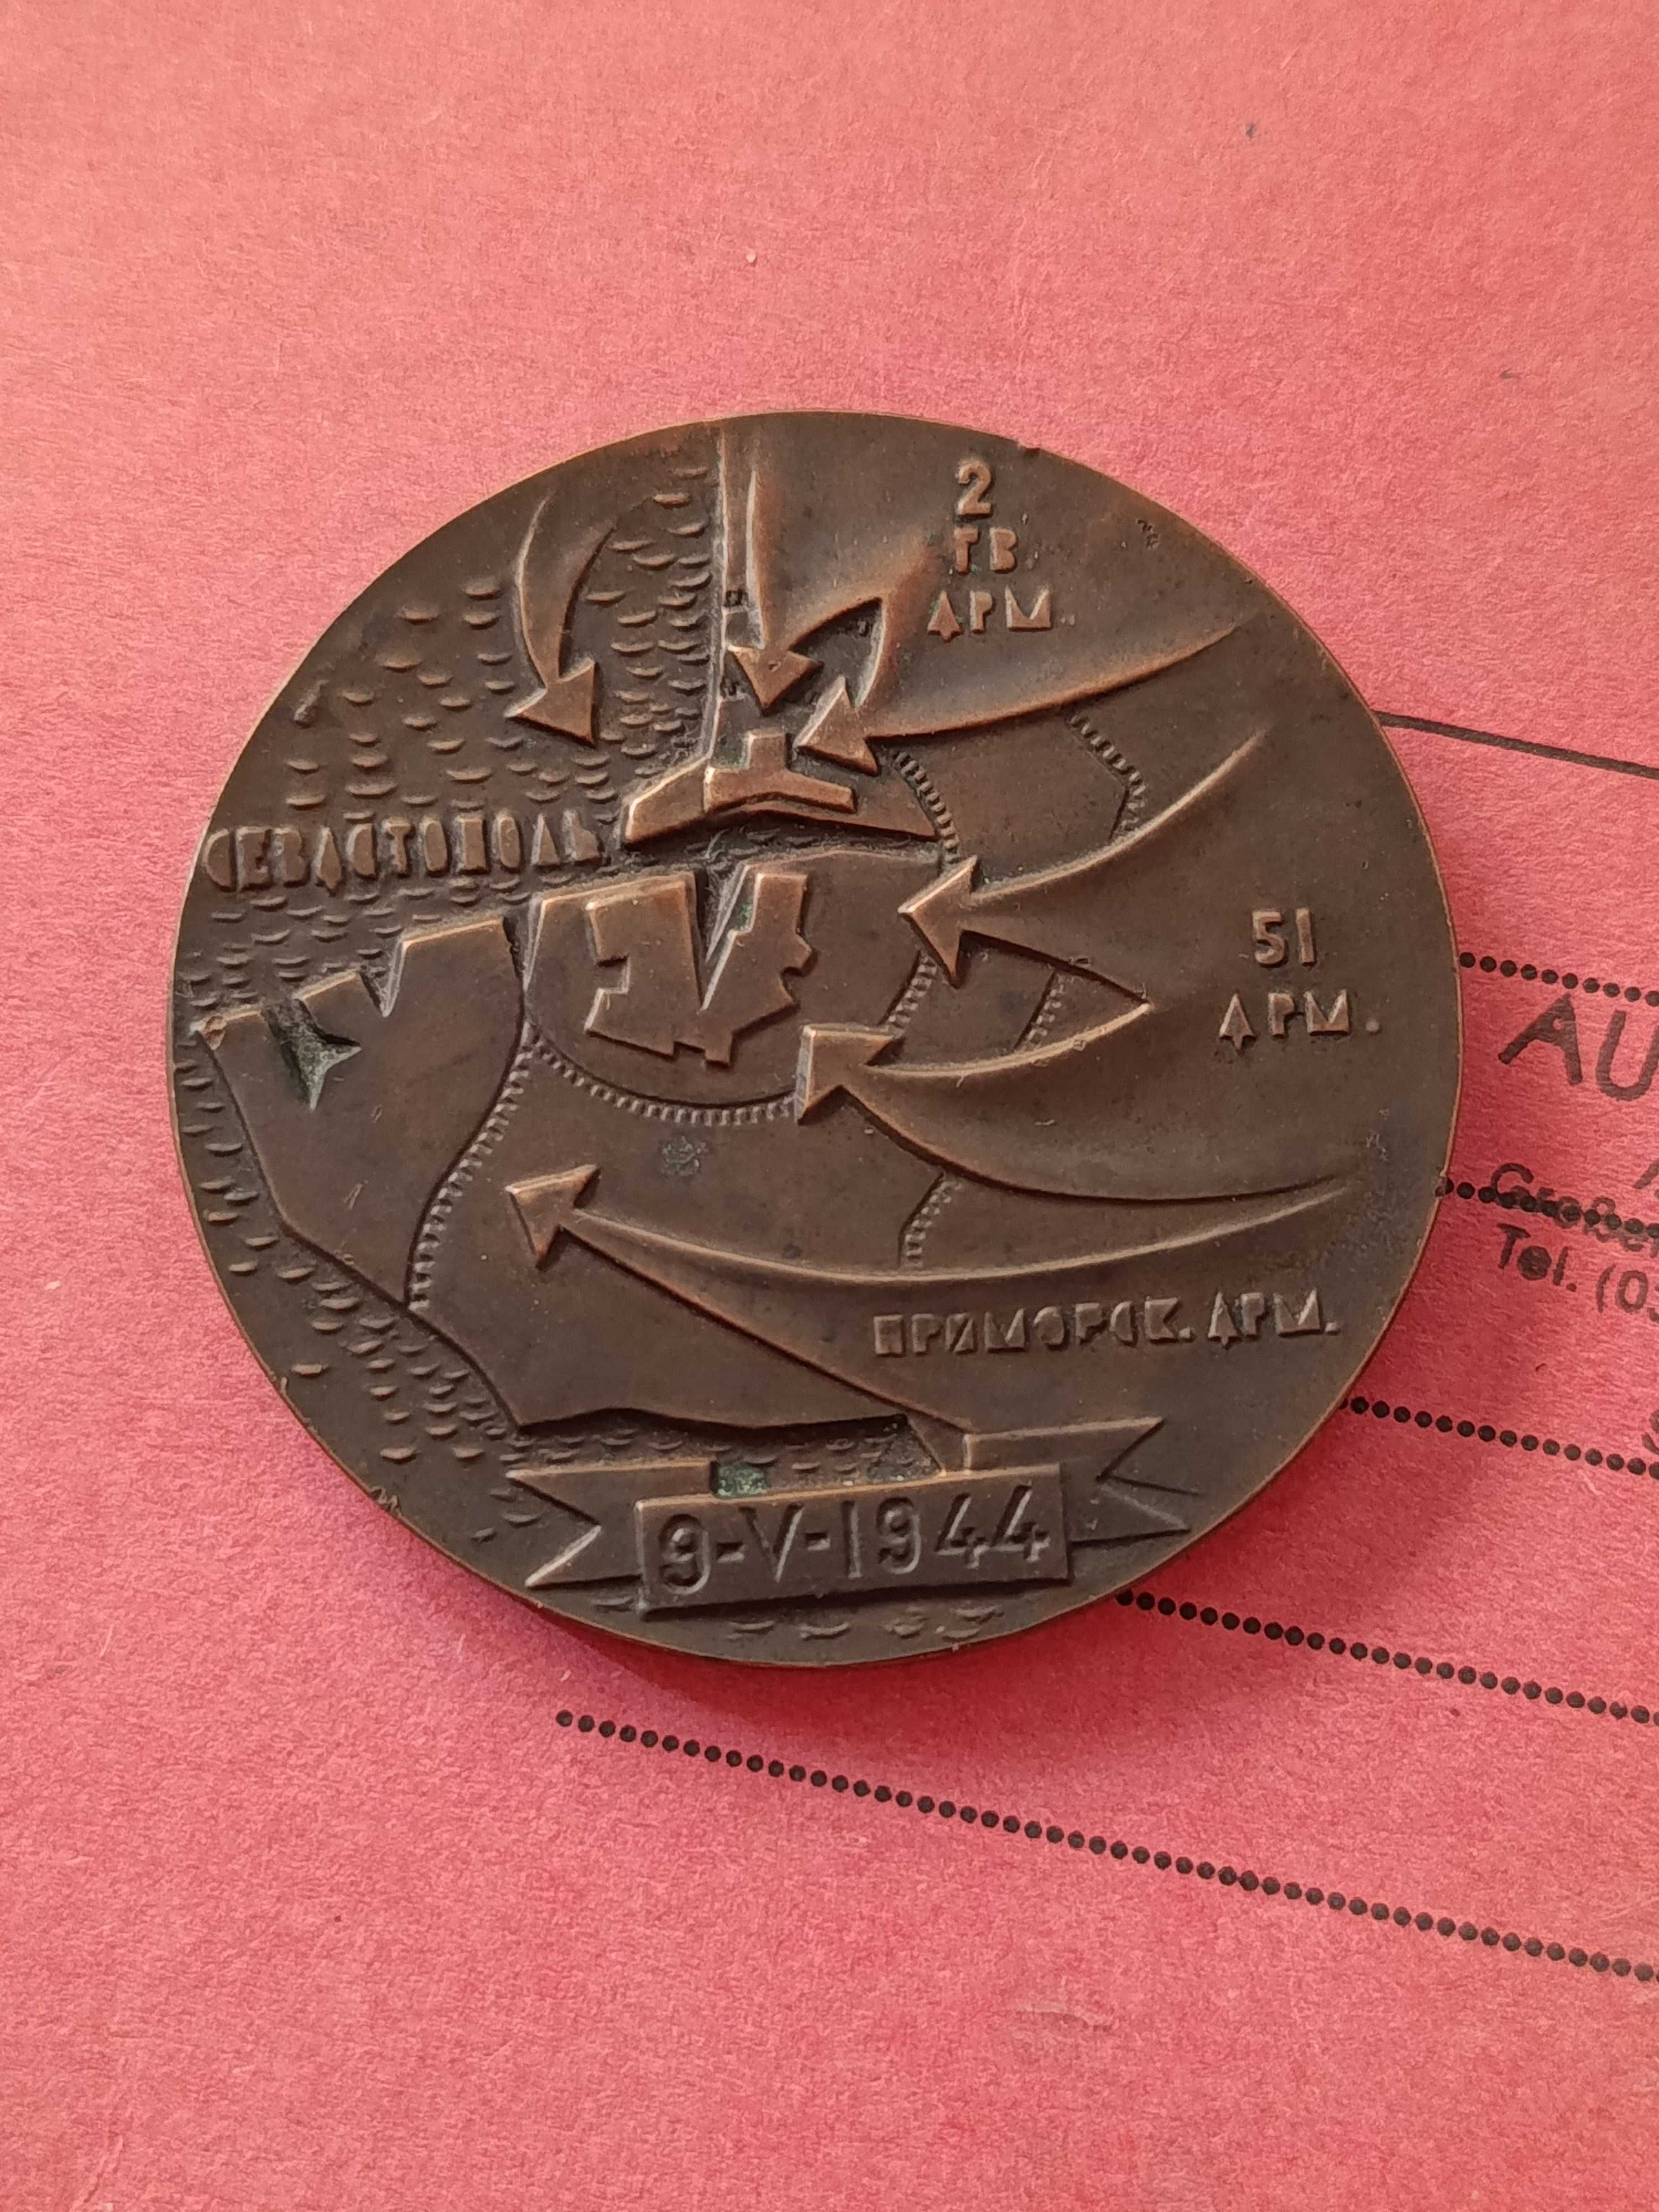 2
ГВ.
АРМ.
СЕВАСТОПОЛЬ
51
АРМ.
ПРИМОРСК. АРМ.
9-V-1944
AU
Tel. (0